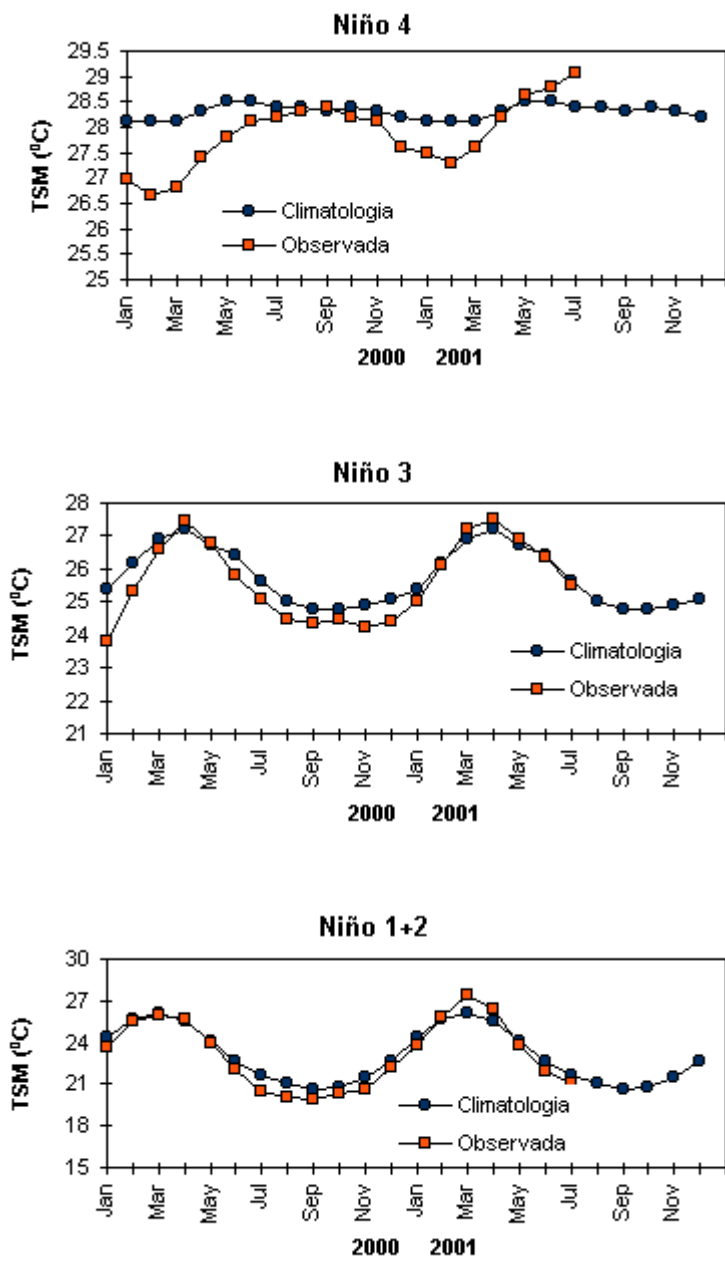 Niño 4
29.5
29
28.5
28
27.5
27
26.5
26
25.5
25
TSM (⁰C)
Climatologia
Observada
Jan Mar May Jul Sep Nov Jan Mar May Jul Sep Nov
2000 2001
Niño 3
28
27
26
25
24
23
22
21
TSM (⁰C)
Climatologia
Observada
Jan Mar May Jul Sep Nov Jan Mar May Jul Sep Nov
2000 2001
Niño 1+2
30
27
24
21
18
15
TSM (⁰C)
Climatologia
Observada
Jan Mar May Jul Sep Nov Jan Mar May Jul Sep Nov
2000 2001